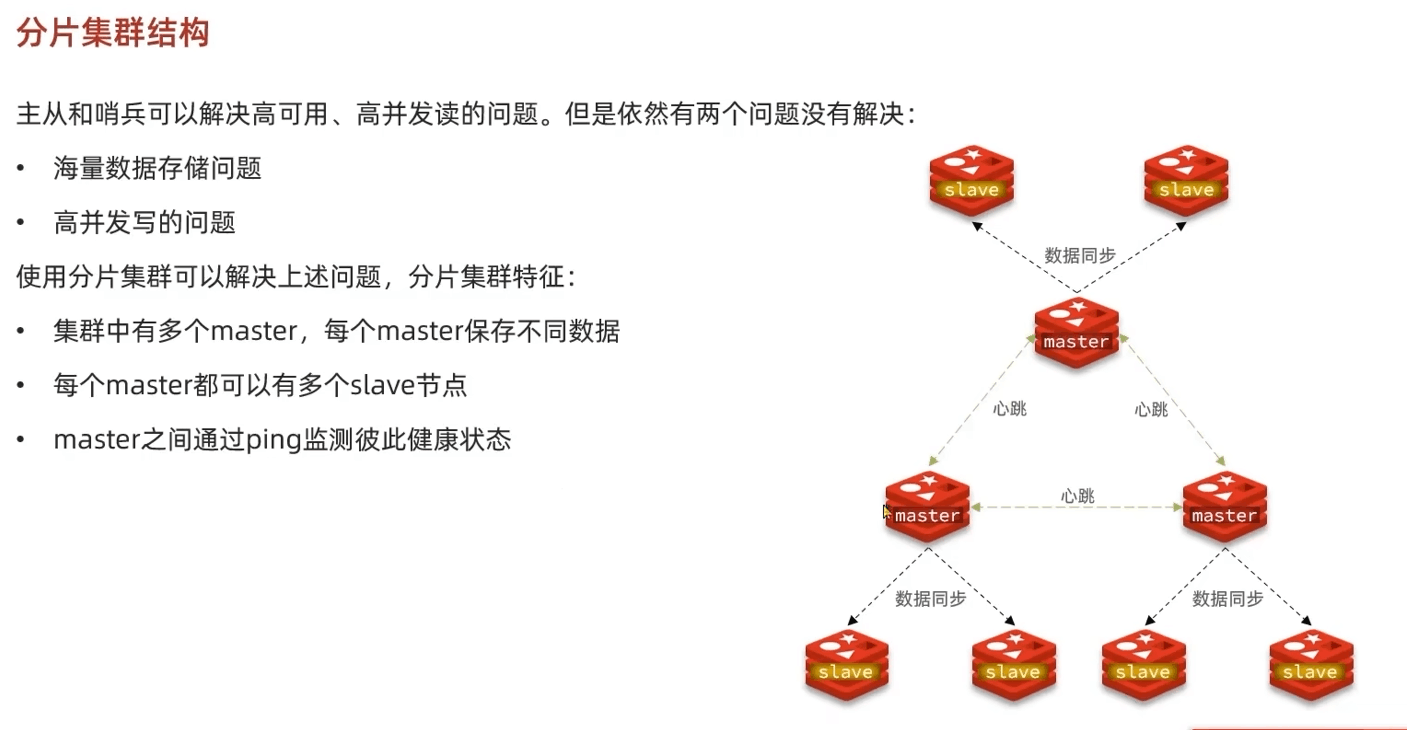 分片集群结构
主从和哨兵可以解决高可用、高并发读的问题。但是依然有两个问题没有解决：
• 海量数据存储问题
• 高并发写的问题
使用分片集群可以解决上述问题，分片集群特征：
• 集群中有多个master，每个master保存不同数据
• 每个master都可以有多个slave节点
• master之间通过ping监测彼此健康状态
slave
slave
数据同步
master
心跳
心跳
master
心跳
master
数据同步
数据同步
slave
slave
slave
slave